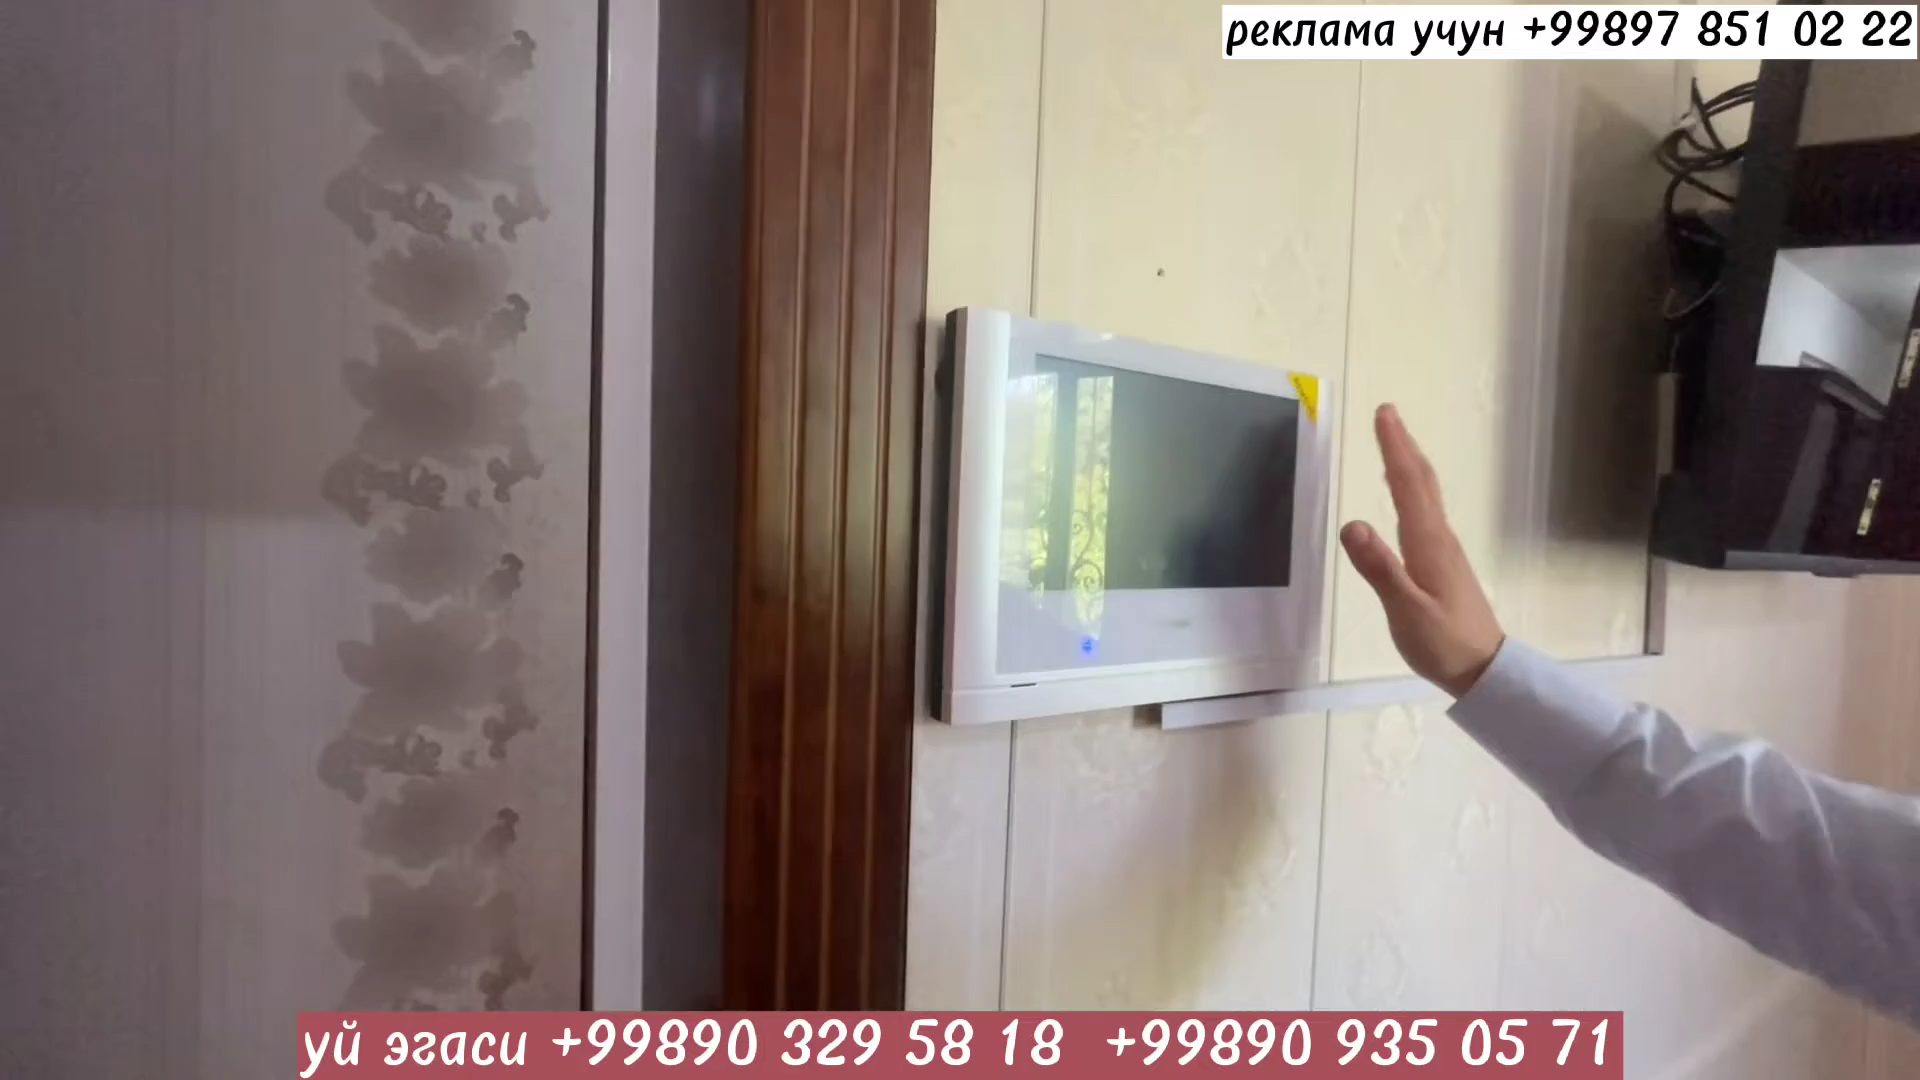 реклама учун +99897 851 02 22
уй эгаси +99890 329 58 18 +99890 935 05 71